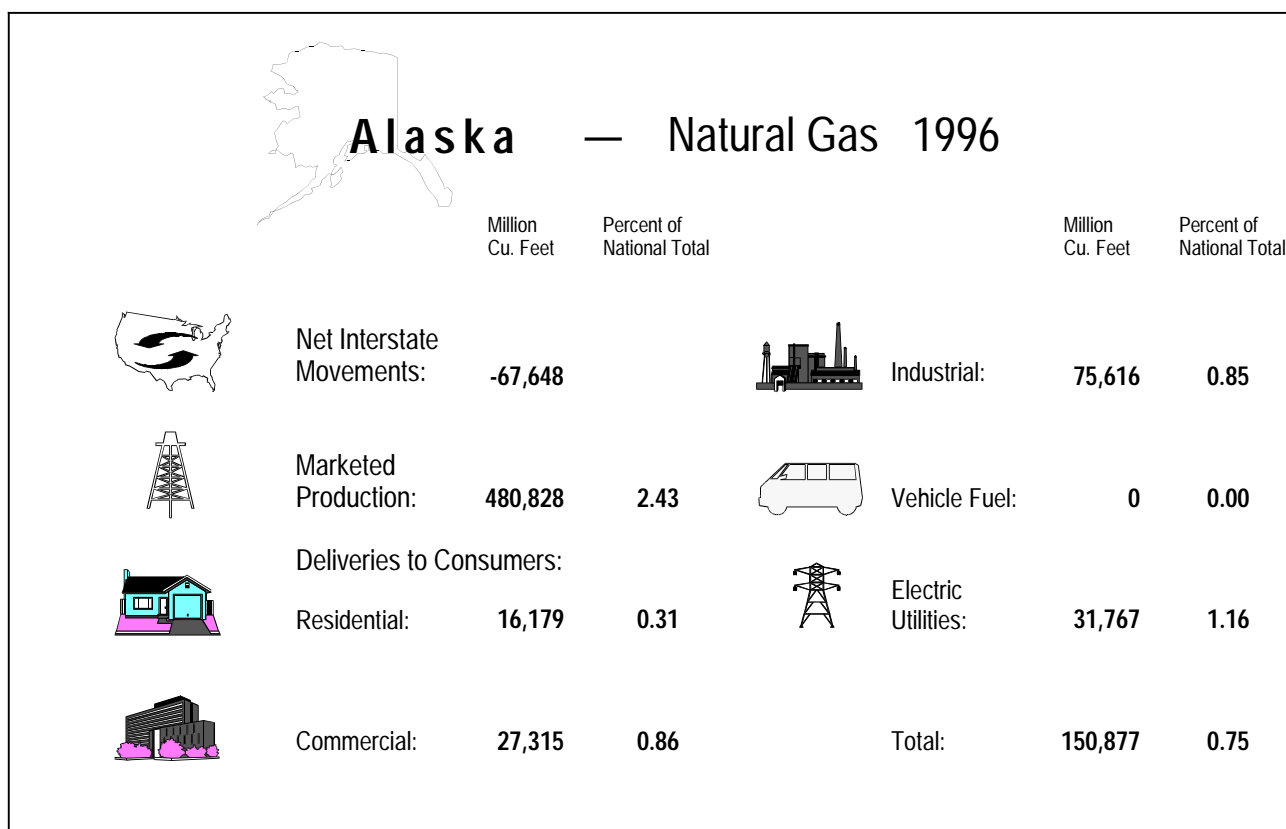 Alaska — Natural Gas 1996
Million
Cu. Feet
Percent of
National Total
Million
Cu. Feet
Percent of
National Total
Net Interstate
Movements: -67,648
Industrial: 75,616 0.85
Marketed
Production: 480,828 2.43
Vehicle Fuel: 0 0.00
Deliveries to Consumers:
Residential: 16,179 0.31
Electric
Utilities: 31,767 1.16
Commercial: 27,315 0.86
Total: 150,877 0.75